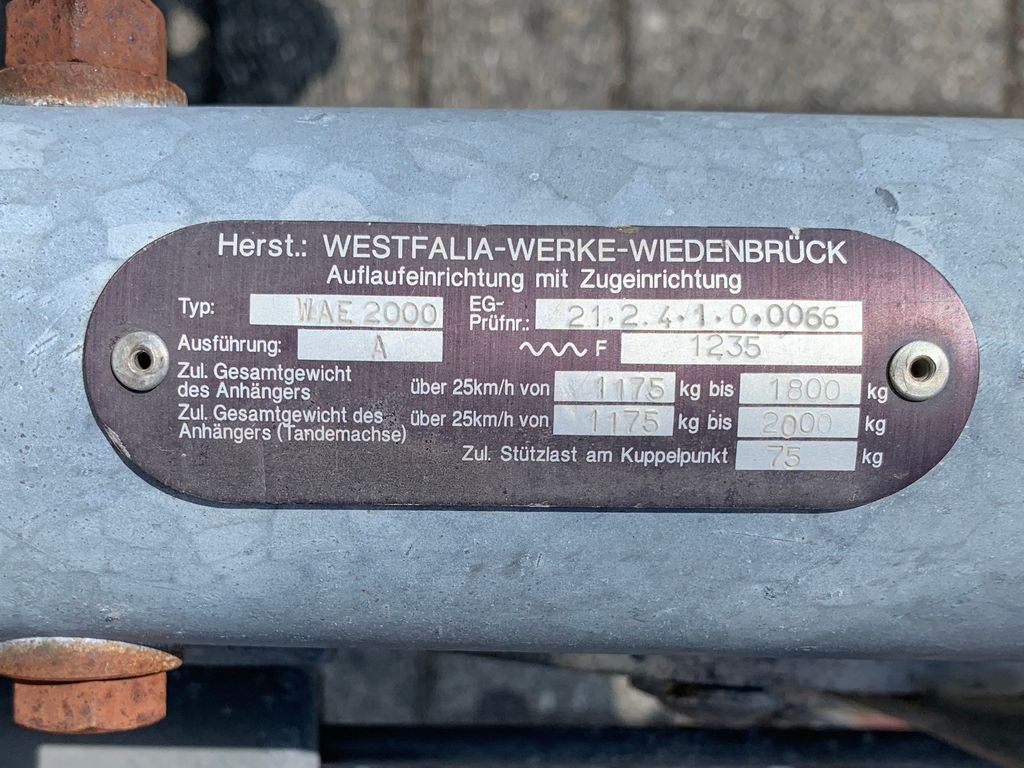 Herst.: WESTFALIA-WERKE-WIEDENBRÜCK
Auflaufeinrichtung mit Zugeinrichtung
Typ: WAE 2000 EG-Prüfnr.: 21.2.4.1.0.0066
Ausführung: A F 1235
Zul. Gesamtgewicht
des Anhängers über 25km/h von 1175 kg bis 1800 kg
Zul. Gesamtgewicht des
Anhängers (Tandemachse) über 25km/h von 1175 kg bis 2000 kg
Zul. Stützlast am Kuppelpunkt 75 kg